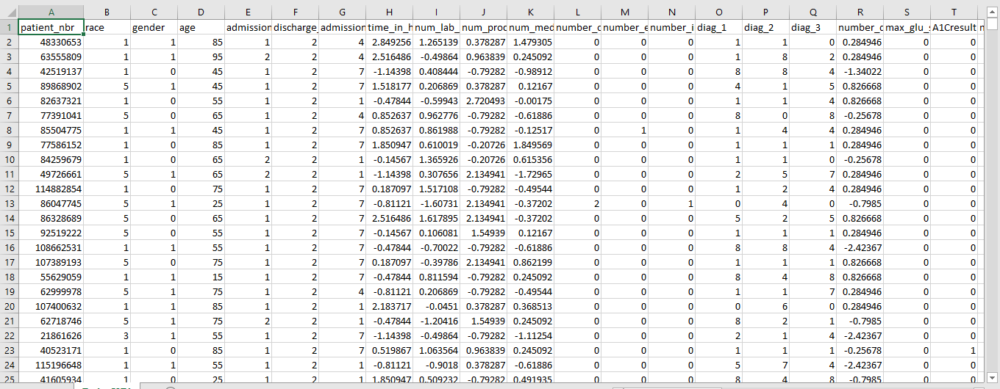 A B C D E F G H I J K L M N O P Q R S T
1 patient_nbr race gender age admission discharge_ admission time_in_h num_lab_ num_proc num_med number_c number_e number_i diag_1 diag_2 diag_3 number_c max_glu_s A1Cresult
2 48330653 1 1 85 1 2 4 2.849256 1.265139 0.378287 1.479305 0 0 0 1 1 0 0.284946 0 0
3 63555809 1 1 95 2 2 4 2.516486 -0.49864 0.963839 0.245092 0 0 0 1 8 2 0.284946 0 0
4 42519137 1 0 45 1 2 7 -1.14398 0.408444 -0.79282 -0.98912 0 0 0 8 8 4 -1.34022 0 0
5 89868902 5 1 45 1 2 7 1.518177 0.206869 0.378287 0.12167 0 0 0 4 1 5 0.826668 0 0
6 82637321 1 0 55 1 2 1 -0.47844 -0.59943 2.720493 -0.00175 0 0 0 1 1 4 0.826668 0 0
7 77391041 5 0 65 1 2 4 0.852637 0.962776 -0.79282 -0.61886 0 0 0 8 0 8 -0.25678 0 0
8 85504775 1 1 45 1 2 7 0.852637 0.861988 -0.79282 -0.12517 0 1 0 1 4 4 0.284946 0 0
9 77586152 1 0 85 1 2 7 1.850947 0.610019 -0.20726 1.849569 0 0 0 1 1 1 0.284946 0 0
10 84259679 1 0 65 2 2 1 -0.14567 1.365926 -0.20726 0.615356 0 0 0 1 1 0 -0.25678 0 0
11 49726661 5 1 65 2 2 1 -1.14398 0.307656 2.134941 -1.72965 0 0 0 2 5 7 0.284946 0 0
12 114882854 1 0 75 1 2 7 0.187097 1.517108 -0.79282 -0.49544 0 0 0 1 2 4 0.284946 0 0
13 86047745 5 1 25 1 2 7 -0.81121 -1.60731 2.134941 -0.37202 2 0 1 0 4 0 -0.7985 0 0
14 86328689 5 0 65 1 2 7 2.516486 1.617895 2.134941 -0.37202 0 0 0 5 2 5 0.826668 0 0
15 92519222 5 0 55 1 2 7 -0.14567 0.106081 1.54939 0.12167 0 0 0 1 1 1 0.284946 0 0
16 108662531 1 1 55 1 2 7 -0.47844 -0.70022 -0.79282 -0.61886 0 0 0 8 8 4 -2.42367 0 0
17 107389193 5 0 75 1 2 7 0.187097 -0.39786 2.134941 0.862199 0 0 0 1 1 1 0.826668 0 0
18 55629059 1 1 15 1 2 7 -0.47844 0.811594 -0.79282 0.245092 0 0 0 8 4 8 0.826668 0 0
19 62999978 5 1 75 1 2 4 -0.81121 0.206869 -0.79282 -0.49544 0 0 0 1 1 7 0.284946 0 0
20 107400632 1 1 85 1 2 1 2.183717 -0.0451 0.378287 0.368513 0 0 0 0 6 0 0.284946 0 0
21 62718746 5 1 75 2 2 1 -0.47844 -1.20416 1.54939 0.245092 0 0 0 8 2 1 -0.7985 0 0
22 21861626 3 1 55 1 2 7 -1.14398 -0.49864 -0.79282 -1.11254 0 0 0 2 1 4 -2.42367 0 0
23 40523171 1 0 85 1 2 7 0.519867 1.063564 0.963839 0.245092 0 0 0 1 1 1 -0.25678 0 1
24 115196648 1 1 55 1 2 1 -0.81121 -0.9018 0.378287 -0.61886 0 0 0 5 7 4 -2.42367 0 0
25 41605934 1 0 25 1 2 1 1.850947 0.509232 -0.79282 0.491935 0 0 0 8 4 8 -0.7985 0 0